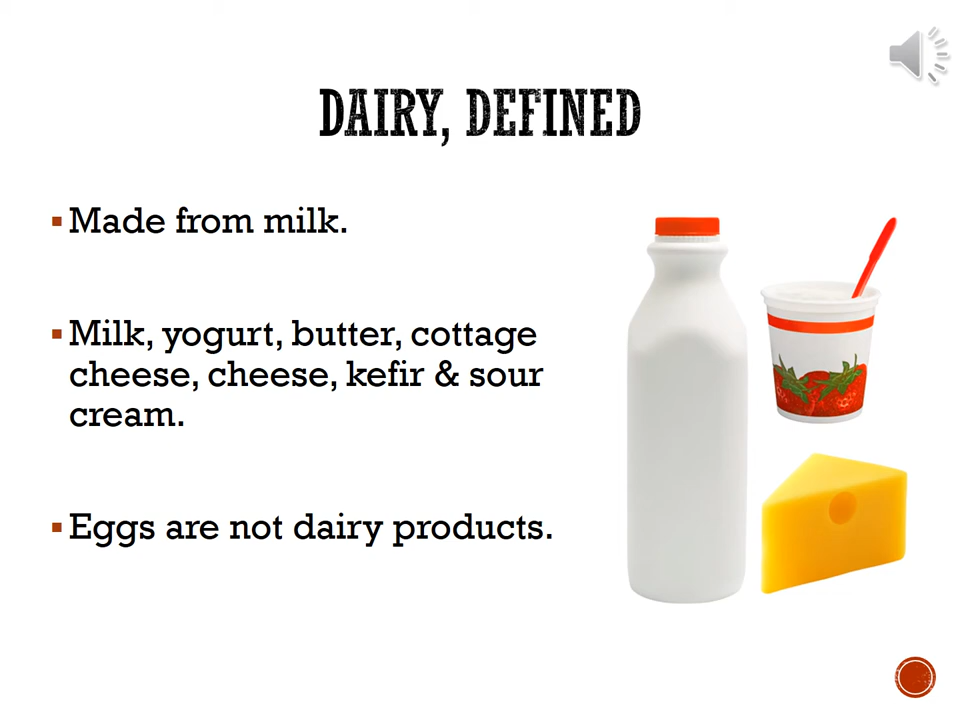 DAIRY, DEFINED
Made from milk.
Milk, yogurt, butter, cottage
cheese, cheese, kefir & sour
cream.
Eggs are not dairy products.